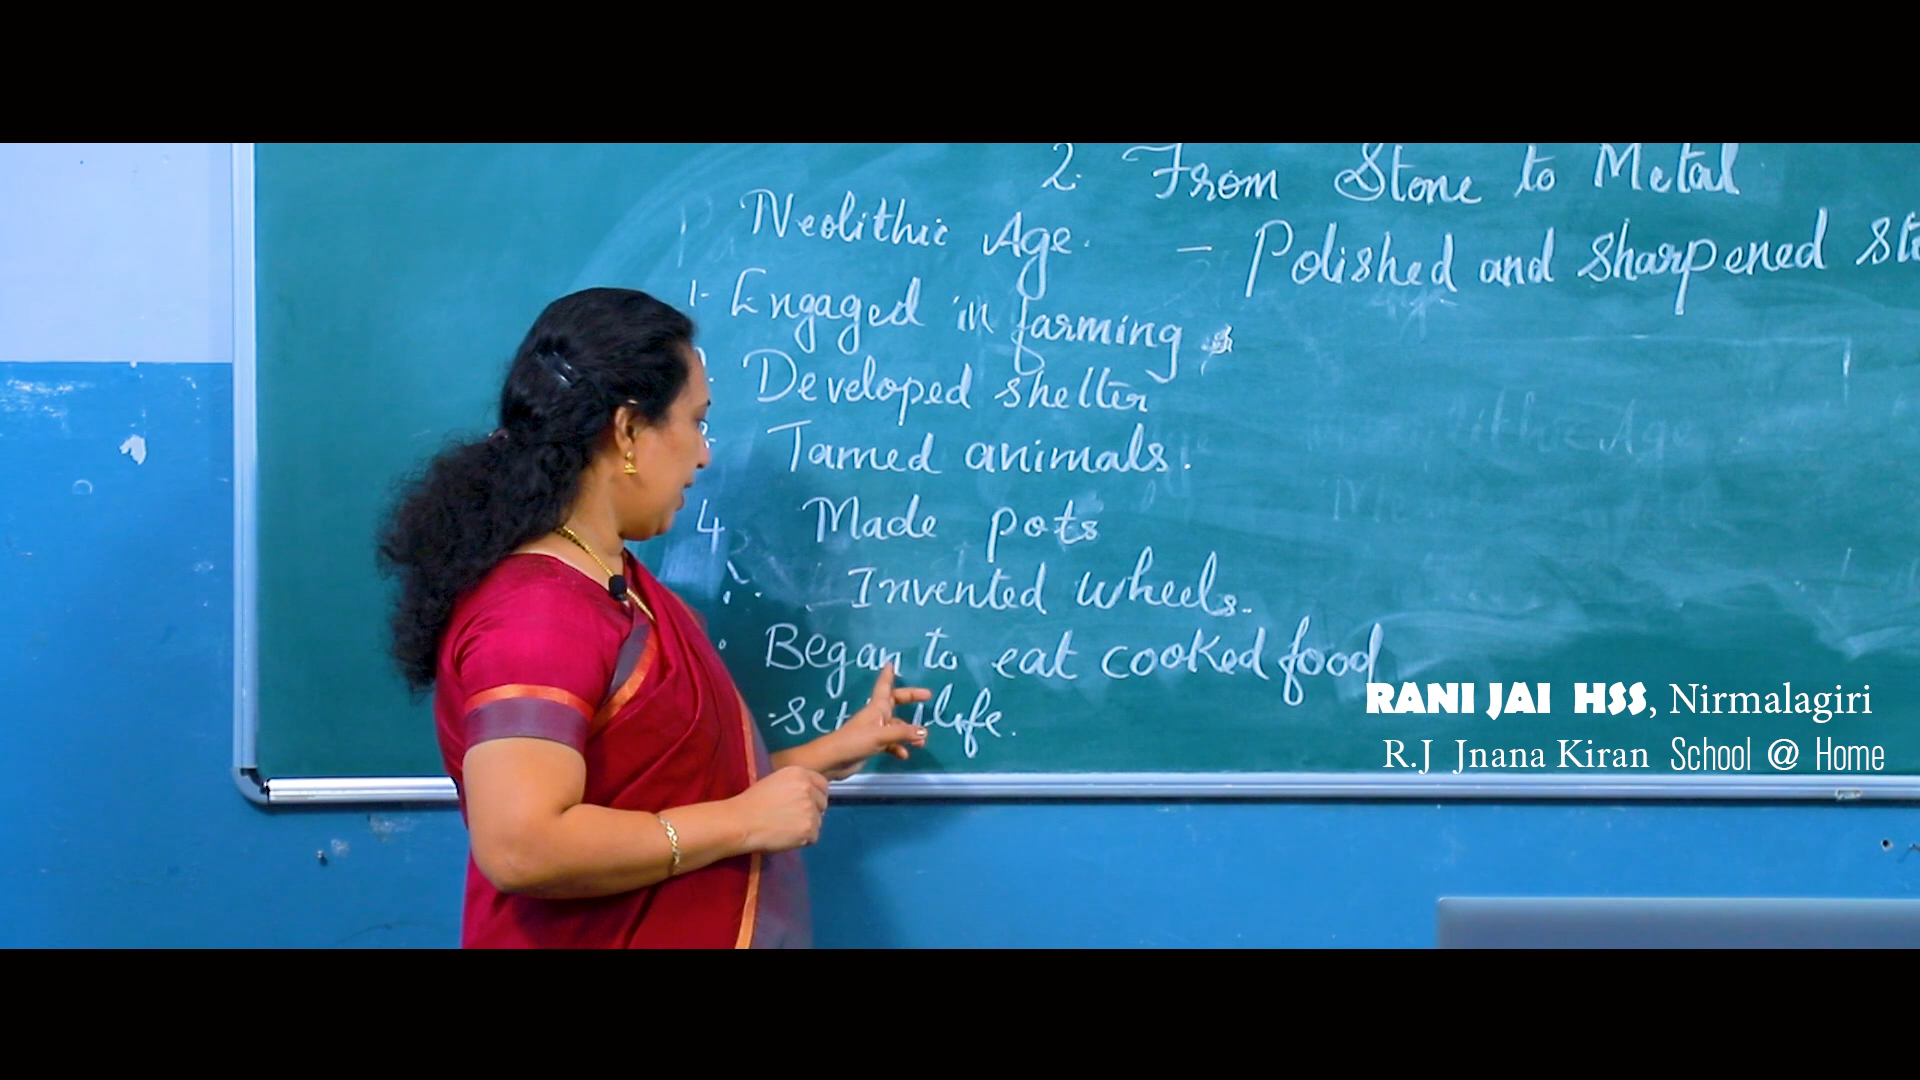 2. From Stone to Metal
Neolithic Age. - Polished and sharpened
1- Engaged in farming
Developed shelter
Tamed animals.
4 Made pots
Invented wheels.
Began to eat cooked food
life.
RANI JAI HSS, Nirmalagiri
R.J Jnana Kiran School @ Home